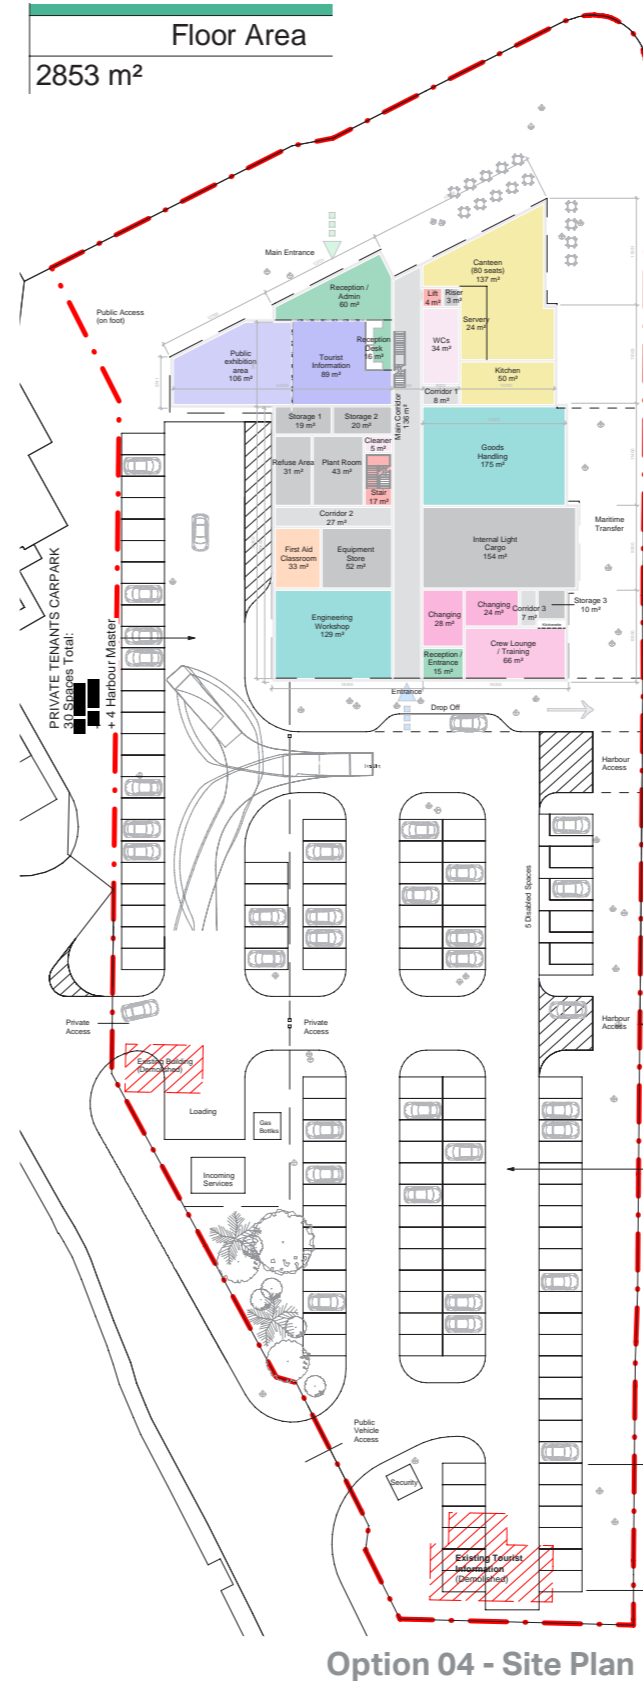 Floor Area
2853 m²
Main Entrance
Public Access
(on foot)
Reception /
Admin
60 m²
Canteen
(80 seats)
137 m²
Lift
4 m²
Riser
3 m²
Servery
24 m²
Public
exhibition
area
106 m²
Tourist
Information
89 m²
Reception
Desk
16 m²
WCs
34 m²
Kitchen
50 m²
Main Corridor
136 m²
Corridor 1
8 m²
Storage 1
19 m²
Storage 2
20 m²
Cleaner
5 m²
Goods
Handling
175 m²
Refuse Area
31 m²
Plant Room
43 m²
Stair
17 m²
Corridor 2
27 m²
Maritime
Transfer
First Aid
Classroom
33 m²
Equipment
Store
52 m²
Internal Light
Cargo
154 m²
Engineering
Workshop
129 m²
Changing
28 m²
Changing
24 m²
Corridor 3
7 m²
Storage 3
10 m²
Reception /
Entrance
15 m²
Crew Lounge
/ Training
66 m²
PRIVATE TENANTS CARPARK
30 Spaces Total:
+ 4 Harbour Master
Entrance
Drop Off
Harbour
Access
5 Disabled Spaces
Private
Access
Private
Access
Harbour
Access
Existing Building
(Demolished)
Loading
Gas
Bottles
Incoming
Services
Public
Vehicle
Access
Security
Existing Tourist
Information
(Demolished)
Option 04 - Site Plan